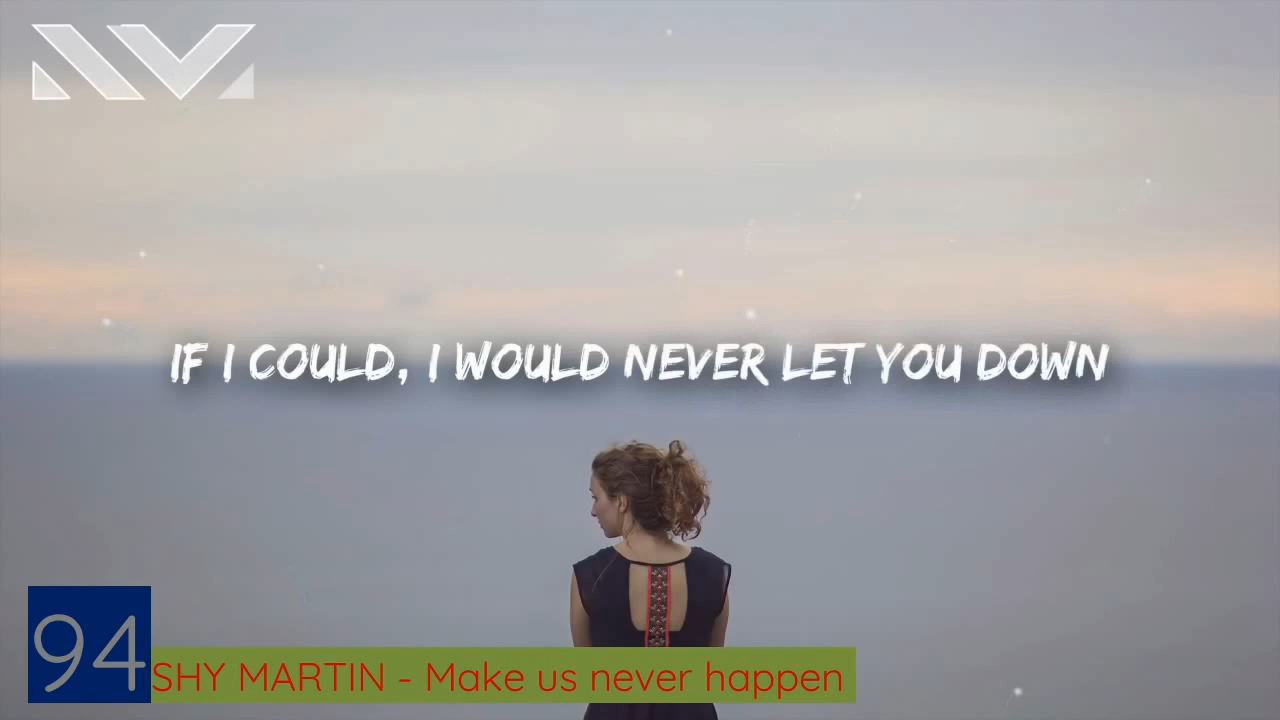 IF I COULD, I WOULD NEVER LET YOU DOWN
94
SHY MARTIN - Make us never happen